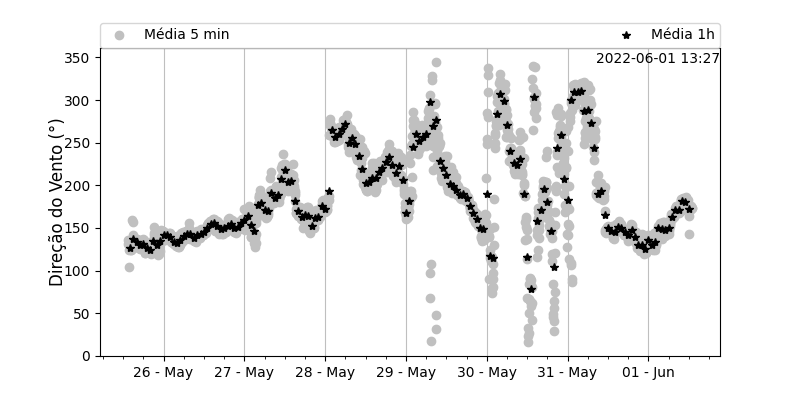 Média 5 min
Média 1h
2022-06-01 13:27
Direção do Vento (°)
350
300
250
200
150
100
50
0
26 - May
27 - May
28 - May
29 - May
30 - May
31 - May
01 - Jun